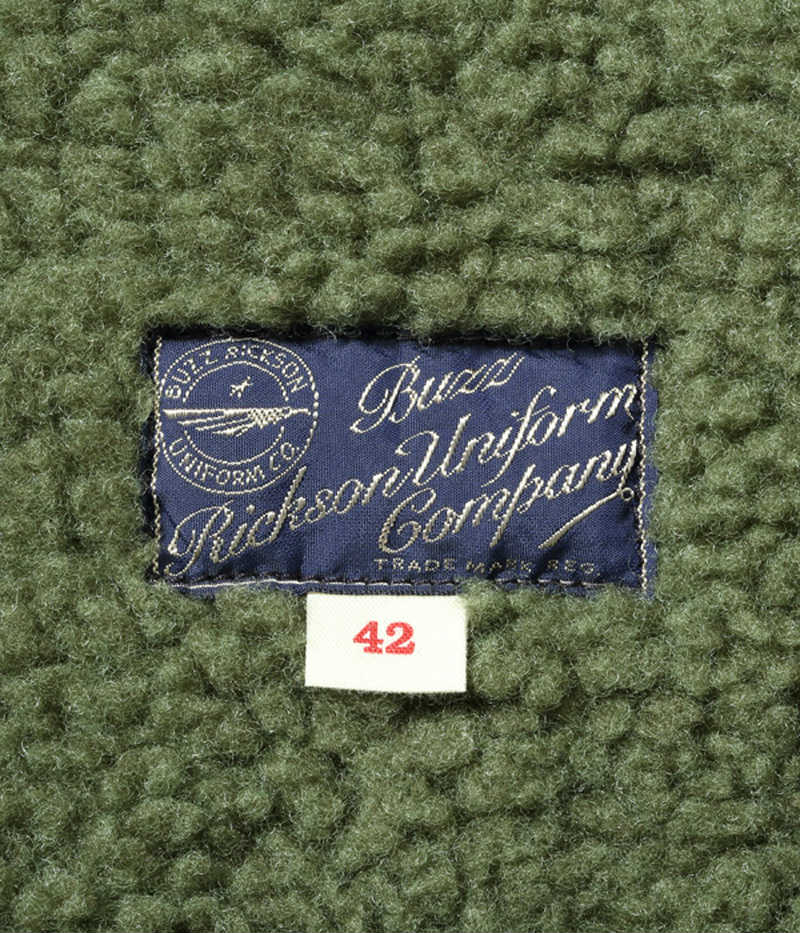 BUZZ RICKSON
UNIFORM CO.
Buzz
Rickson Uniform
Company
TRADE MARK REG.
42